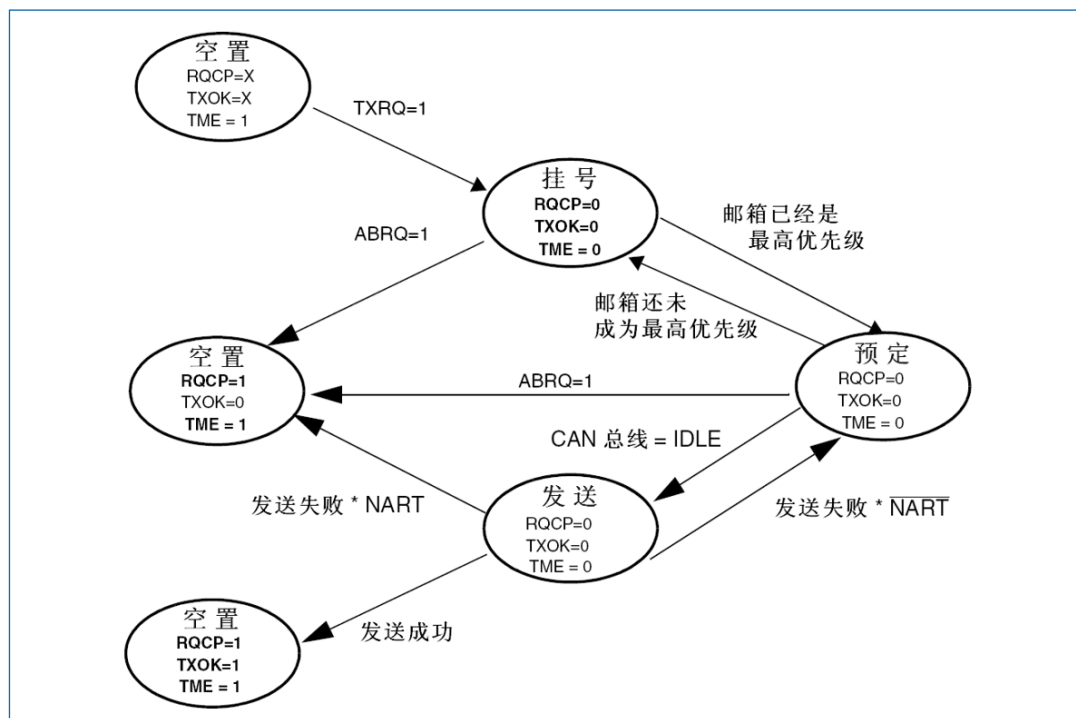 空置
RQCP=X
TXOK=X
TME = 1
TXRQ=1
挂号
RQCP=0
TXOK=0
TME = 0
邮箱已经是
最高优先级
ABRQ=1
邮箱还未
成为最高优先级
空置
RQCP=1
TXOK=0
TME = 1
ABRQ=1
预定
RQCP=0
TXOK=0
TME = 0
CAN 总线 = IDLE
发送失败 * NART
发送
RQCP=0
TXOK=0
TME = 0
发送失败 * N̅A̅R̅T̅
空置
RQCP=1
TXOK=1
TME = 1
发送成功